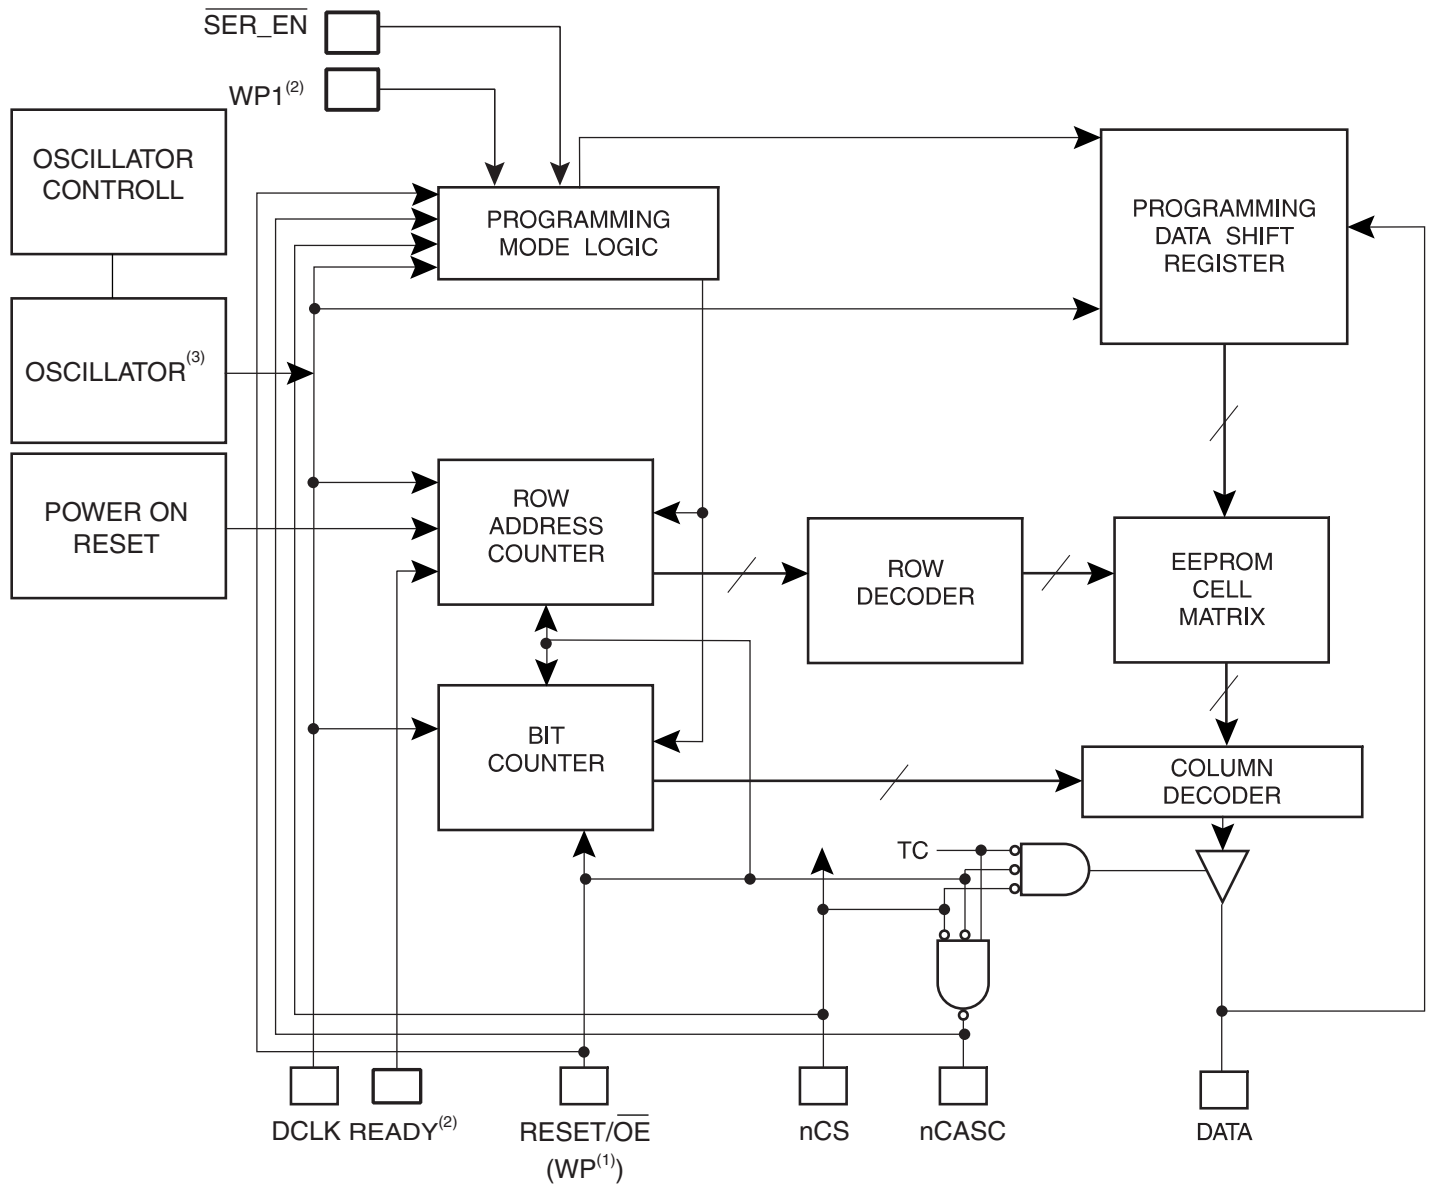 SER_EN
WP1(2)
OSCILLATOR
CONTROLL
PROGRAMMING
MODE LOGIC
PROGRAMMING
DATA SHIFT
REGISTER
OSCILLATOR(3)
POWER ON
RESET
ROW
ADDRESS
COUNTER
ROW
DECODER
EEPROM
CELL
MATRIX
BIT
COUNTER
COLUMN
DECODER
TC
DCLK
READY(2)
RESET/OE
(WP(1))
nCS
nCASC
DATA